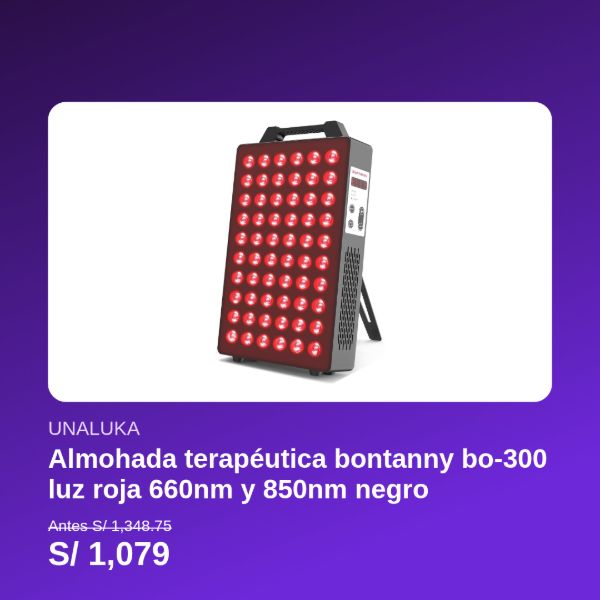 UNALUKA
Almohada terapéutica bontanny bo-300
luz roja 660nm y 850nm negro
Antes S/ 1,348.75
S/ 1,079